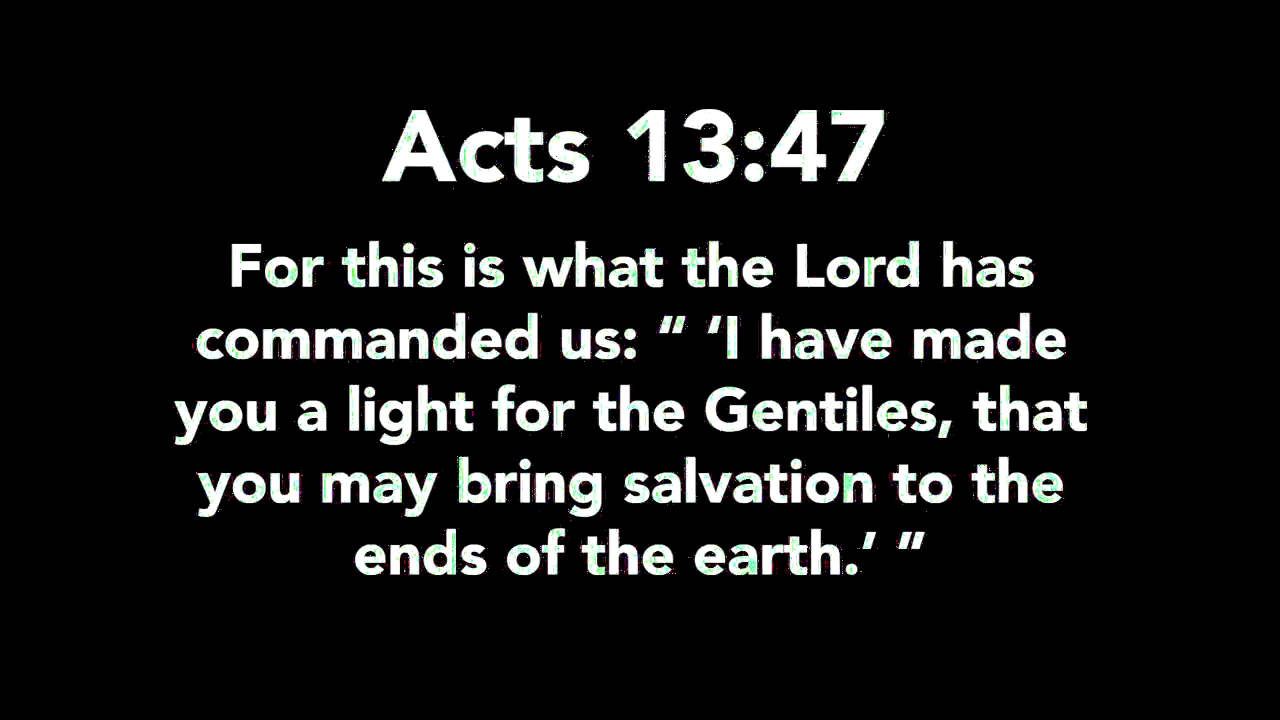 Acts 13:47
For this is what the Lord has
commanded us: “ ‘I have made
you a light for the Gentiles, that
you may bring salvation to the
ends of the earth.’ ”